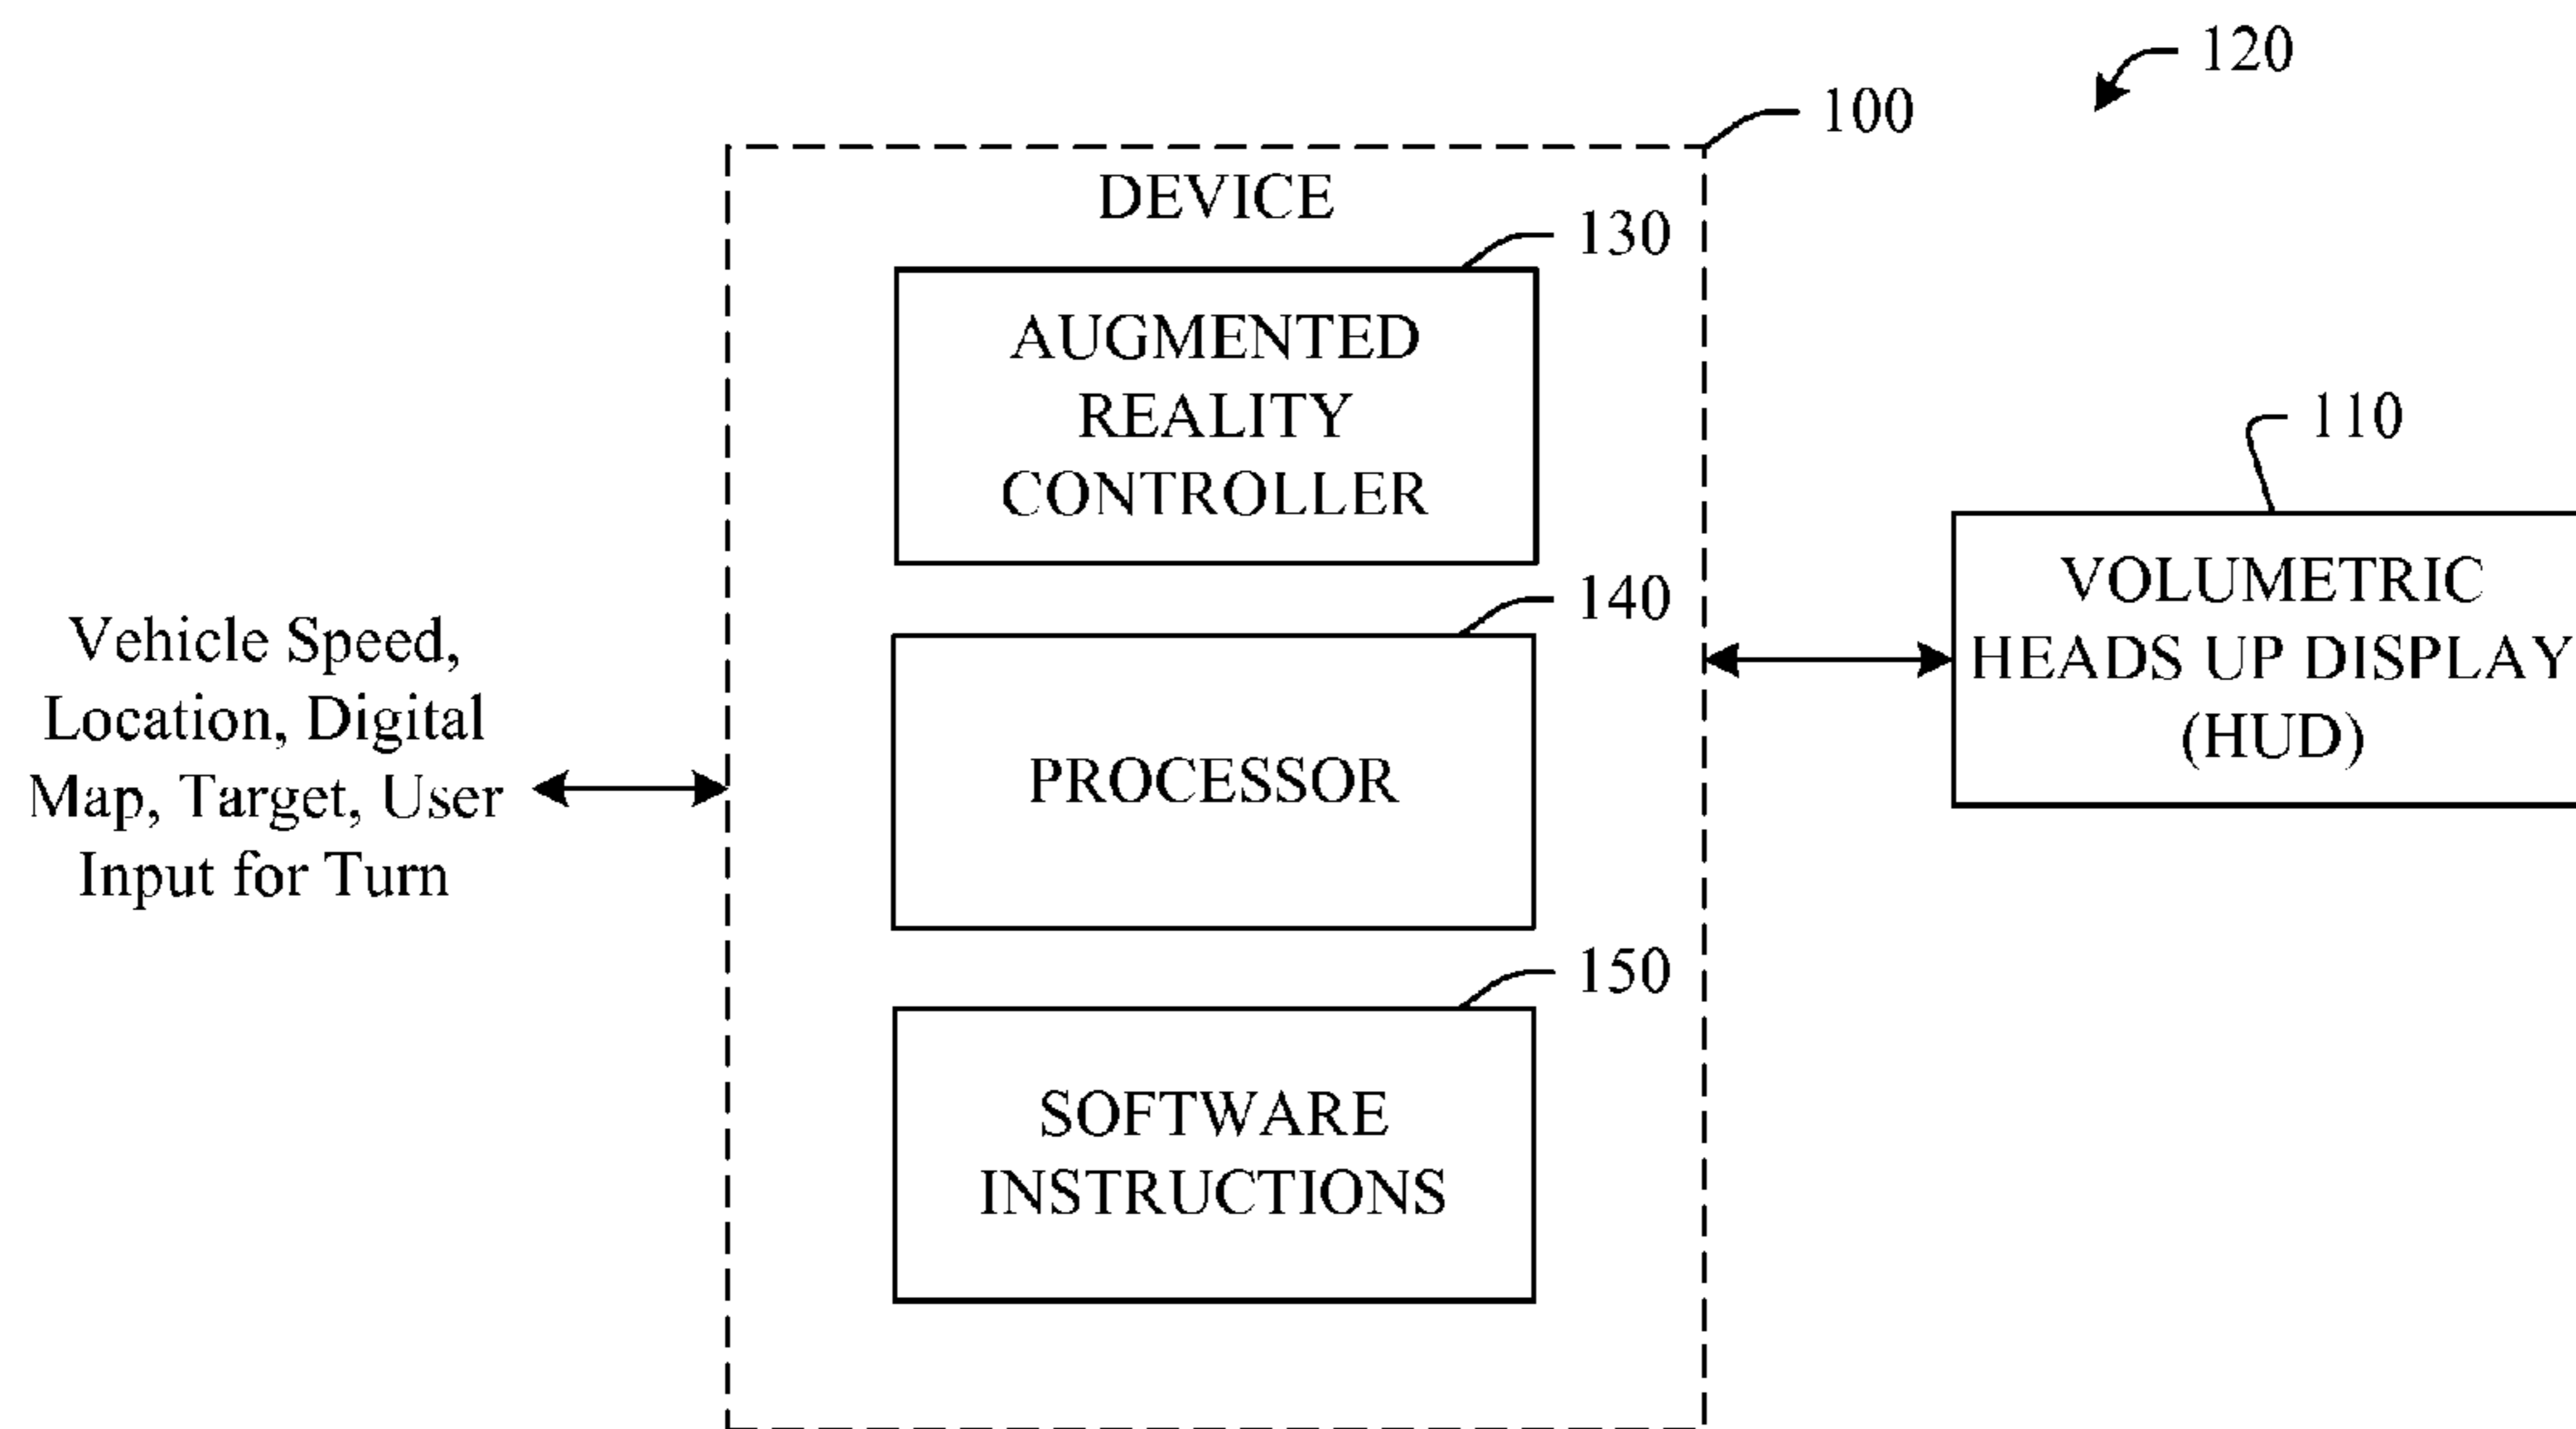 120
100
DEVICE
130
AUGMENTED
REALITY
CONTROLLER
110
VOLUMETRIC
HEADS UP DISPLAY
(HUD)
140
PROCESSOR
Vehicle Speed,
Location, Digital
Map, Target, User
Input for Turn
150
SOFTWARE
INSTRUCTIONS